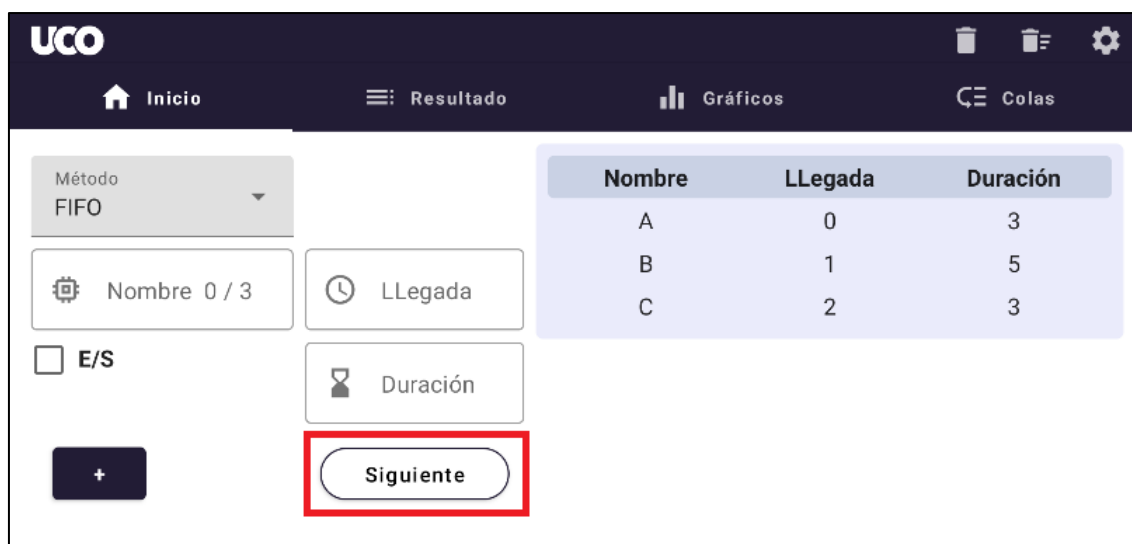 UCO
Inicio
Resultado
Gráficos
Colas
Método
FIFO
Nombre 0 / 3
LLegada
E/S
Duración
+
Siguiente
Nombre LLegada Duración
A 0 3
B 1 5
C 2 3